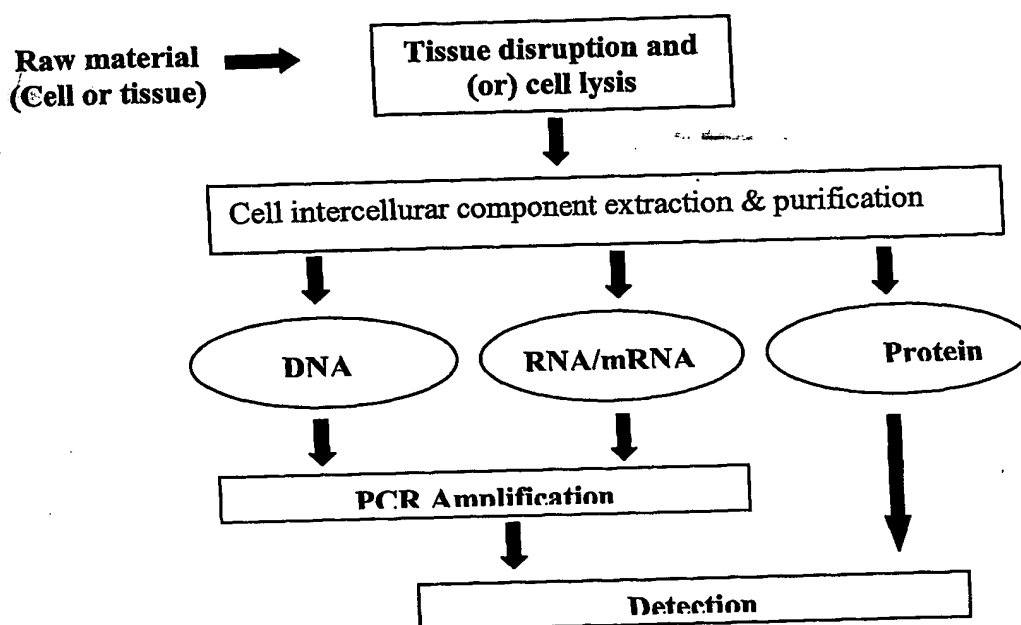 Raw material
(Cell or tissue)
Tissue disruption and
(or) cell lysis
Cell intercellurar component extraction & purification
DNA
RNA/mRNA
Protein
PCR Amplification
Detection